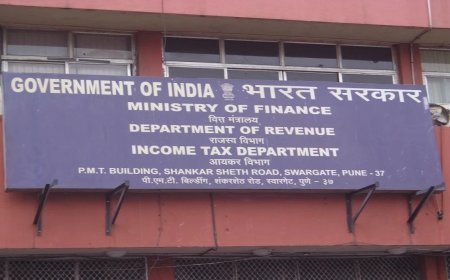 GOVERNMENT OF INDIA भारत सरकार
MINISTRY OF FINANCE
वित्त मंत्रालय
DEPARTMENT OF REVENUE
राजस्व विभाग
INCOME TAX DEPARTMENT
आयकर विभाग
P.M.T. BUILDING, SHANKAR SHETH ROAD, SWARGATE, PUNE - 37
पी.एम.टी. बिल्डींग, शंकरशेठ रोड, स्वारगेट, पुणे - ३७